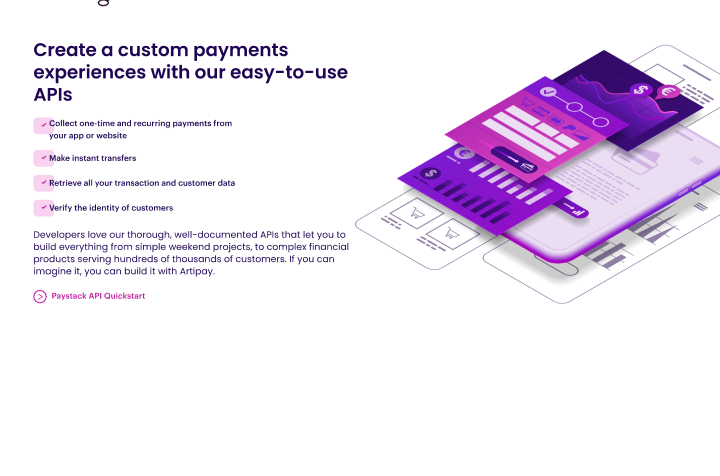 Create a custom payments
experiences with our easy-to-use
APIs
Collect one-time and recurring payments from
your app or website
Make instant transfers
Retrieve all your transaction and customer data
Verify the identity of customers
Developers love our thorough, well-documented APIs that let you to
build everything from simple weekend projects, to complex financial
products serving hundreds of thousands of customers. If you can
imagine it, you can build it with Artipay.
Paystack API Quickstart